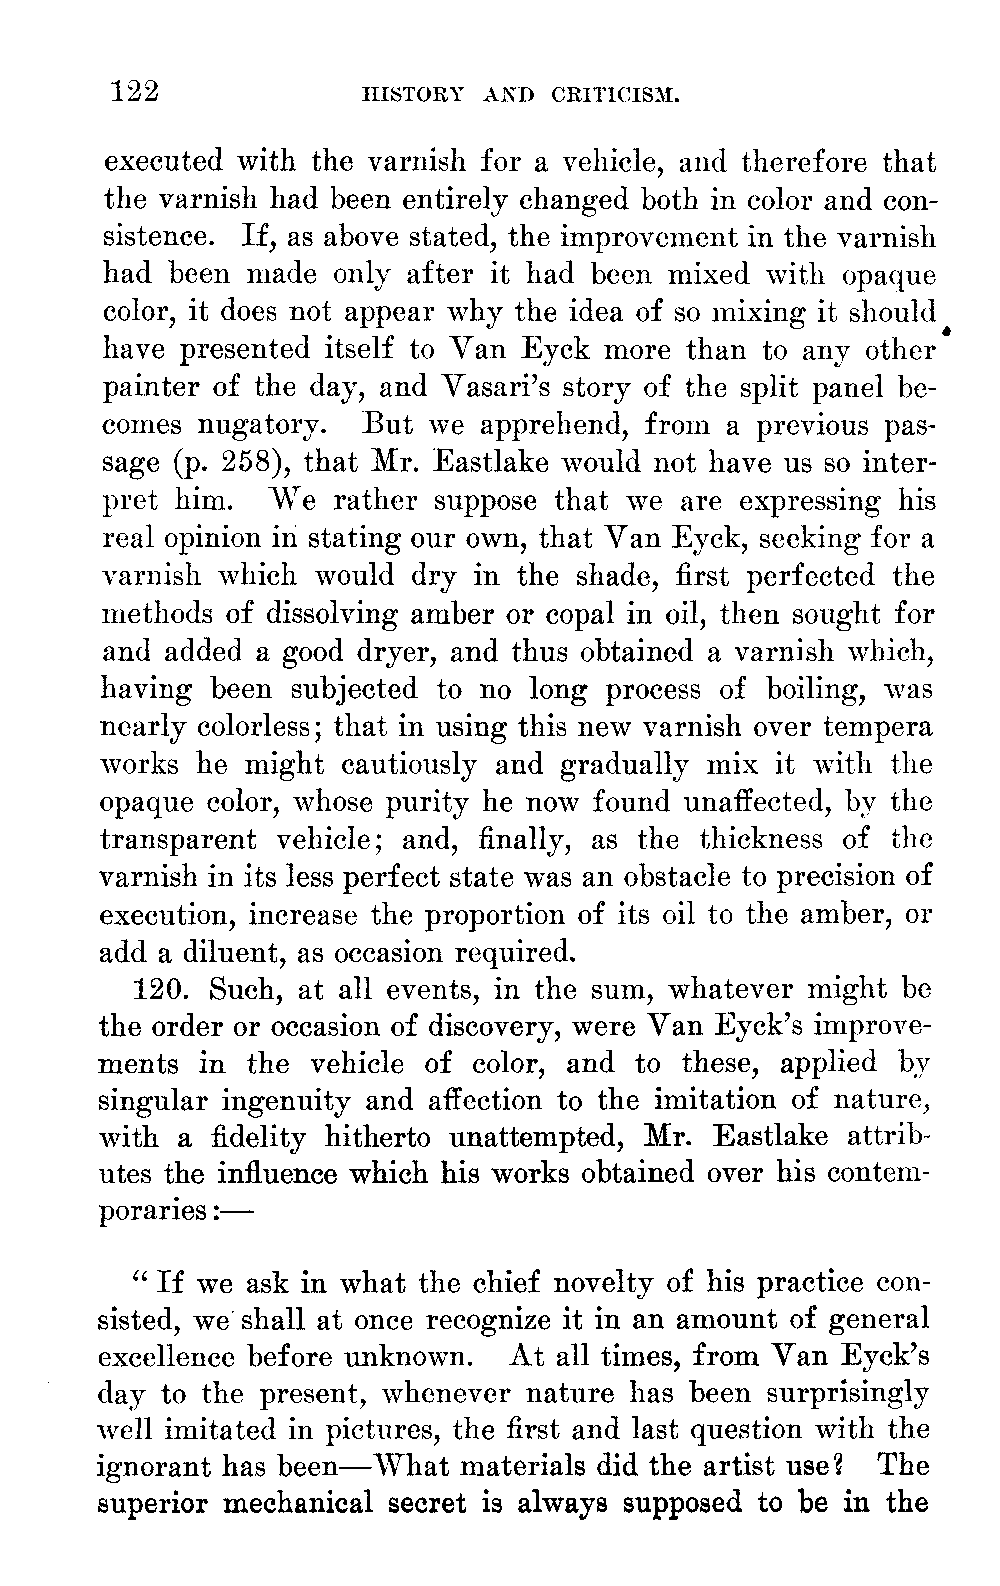 122 HISTORY AND CRITICISM.
executed with the varnish for a vehicle, and therefore that
the varnish had been entirely changed both in color and con-
sistence. If, as above stated, the improvement in the varnish
had been made only after it had been mixed with opaque
color, it does not appear why the idea of so mixing it should
have presented itself to Van Eyck more than to any other
painter of the day, and Vasari's story of the split panel be-
comes nugatory. But we apprehend, from a previous pas-
sage (p. 258), that Mr. Eastlake would not have us so inter-
pret him. We rather suppose that we are expressing his
real opinion in stating our own, that Van Eyck, seeking for a
varnish which would dry in the shade, first perfected the
methods of dissolving amber or copal in oil, then sought for
and added a good dryer, and thus obtained a varnish which,
having been subjected to no long process of boiling, was
nearly colorless; that in using this new varnish over tempera
works he might cautiously and gradually mix it with the
opaque color, whose purity he now found unaffected, by the
transparent vehicle; and, finally, as the thickness of the
varnish in its less perfect state was an obstacle to precision of
execution, increase the proportion of its oil to the amber, or
add a diluent, as occasion required.
120. Such, at all events, in the sum, whatever might be
the order or occasion of discovery, were Van Eyck's improve-
ments in the vehicle of color, and to these, applied by
singular ingenuity and affection to the imitation of nature,
with a fidelity hitherto unattempted, Mr. Eastlake attrib-
utes the influence which his works obtained over his contem-
poraries:—
"If we ask in what the chief novelty of his practice con-
sisted, we shall at once recognize it in an amount of general
excellence before unknown. At all times, from Van Eyck's
day to the present, whenever nature has been surprisingly
well imitated in pictures, the first and last question with the
ignorant has been—What materials did the artist use? The
superior mechanical secret is always supposed to be in the